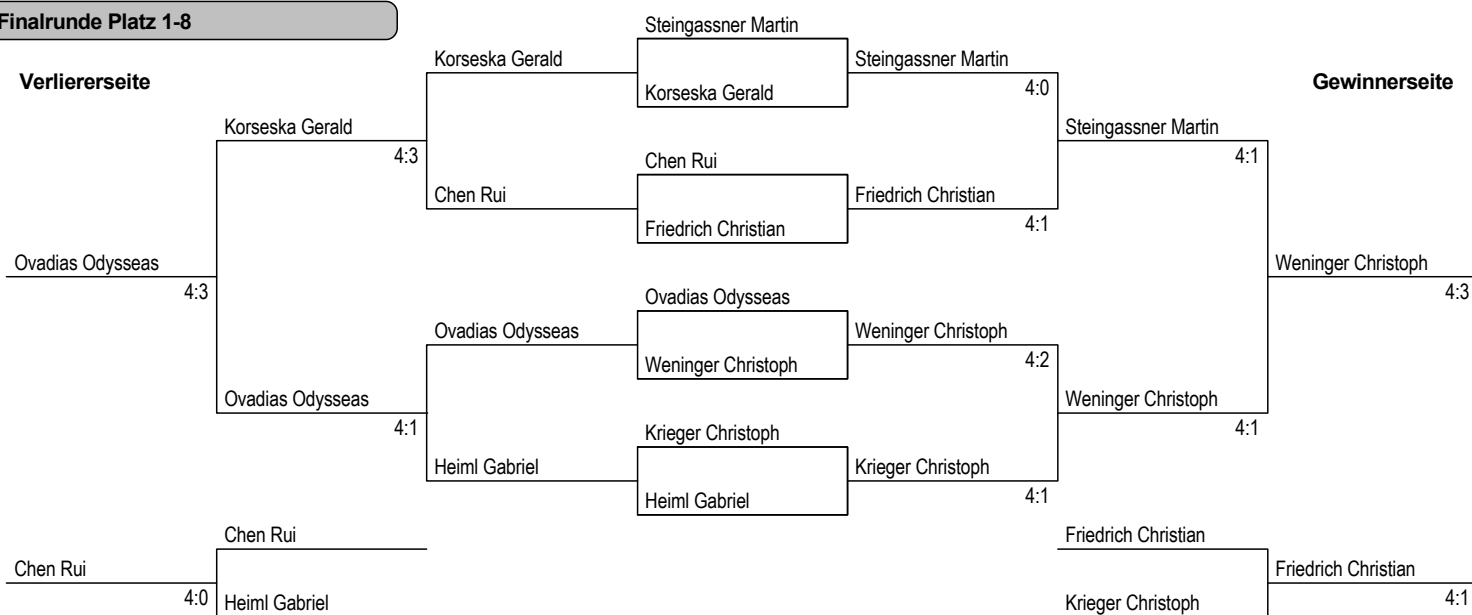 Finalrunde Platz 1-8
Steingassner Martin
Korseska Gerald
Steingassner Martin
Verliererseite
Gewinnerseite
4:0
Korseska Gerald
Korseska Gerald
Steingassner Martin
4:3
4:1
Chen Rui
Chen Rui
Friedrich Christian
4:1
Friedrich Christian
Ovadias Odysseas
Weninger Christoph
4:3
4:3
Ovadias Odysseas
Ovadias Odysseas
Weninger Christoph
4:2
Weninger Christoph
Ovadias Odysseas
Weninger Christoph
4:1
4:1
Krieger Christoph
Heiml Gabriel
Krieger Christoph
4:1
Heiml Gabriel
Chen Rui
Friedrich Christian
Chen Rui
Friedrich Christian
4:0
4:1
Heiml Gabriel
Krieger Christoph